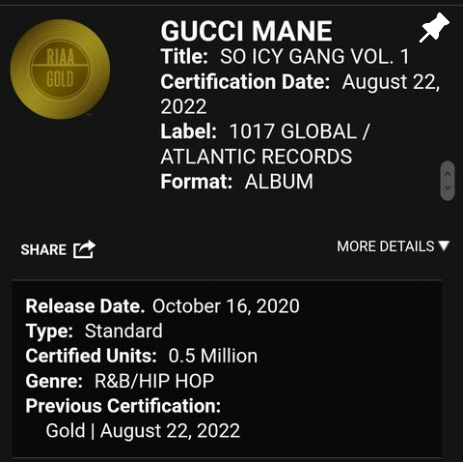 RIAA
GOLD
GUCCI MANE
Title: SO ICY GANG VOL. 1
Certification Date: August 22,
2022
Label: 1017 GLOBAL /
ATLANTIC RECORDS
Format: ALBUM
SHARE
MORE DETAILS ▼
Release Date. October 16, 2020
Type: Standard
Certified Units: 0.5 Million
Genre: R&B/HIP HOP
Previous Certification:
Gold | August 22, 2022